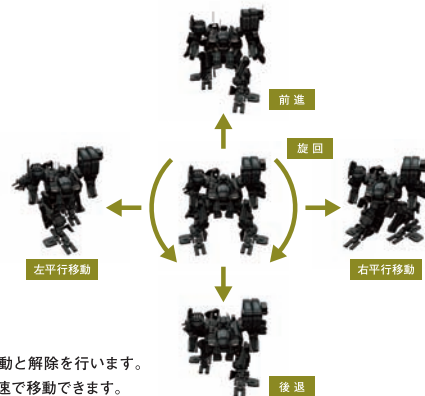 前進
旋回
左平行移動
右平行移動
動と解除を行います。
速で移動できます。
後退